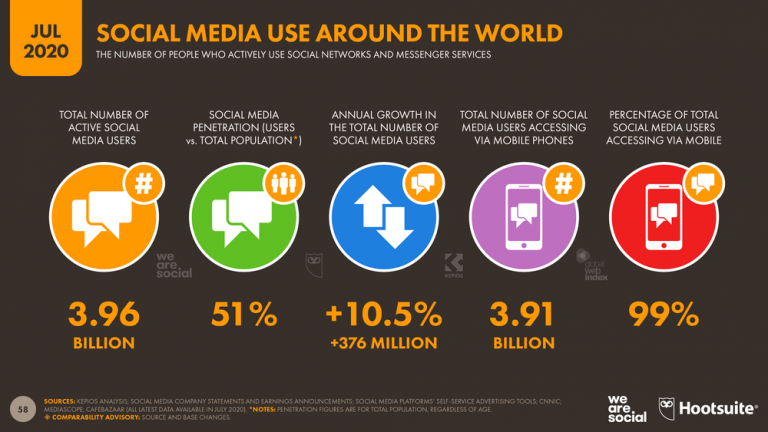 JUL
2020
SOCIAL MEDIA USE AROUND THE WORLD
THE NUMBER OF PEOPLE WHO ACTIVELY USE SOCIAL NETWORKS AND MESSENGER SERVICES
TOTAL NUMBER OF
ACTIVE SOCIAL
MEDIA USERS
#
3.96
BILLION
SOCIAL MEDIA
PENETRATION (USERS
vs. TOTAL POPULATION*)
51%
ANNUAL GROWTH IN
THE TOTAL NUMBER OF
SOCIAL MEDIA USERS
+10.5%
+376 MILLION
TOTAL NUMBER OF SOCIAL
MEDIA USERS ACCESSING
VIA MOBILE PHONES
#
3.91
BILLION
PERCENTAGE OF TOTAL
SOCIAL MEDIA USERS
ACCESSING VIA MOBILE
99%
we
are
social
KEPIOS
global
web
index
58
SOURCES: KEPIOS ANALYSIS; SOCIAL MEDIA COMPANY STATEMENTS AND EARNINGS ANNOUNCEMENTS; SOCIAL MEDIA PLATFORMS' SELF-SERVICE ADVERTISING TOOLS; CNNIC;
MEDIASCOPE; CAFEBAZAAR (ALL LATEST DATA AVAILABLE IN JULY 2020). *NOTES: PENETRATION FIGURES ARE FOR TOTAL POPULATION, REGARDLESS OF AGE.
COMPARABILITY ADVISORY: SOURCE AND BASE CHANGES.
we
are
social
Hootsuite®